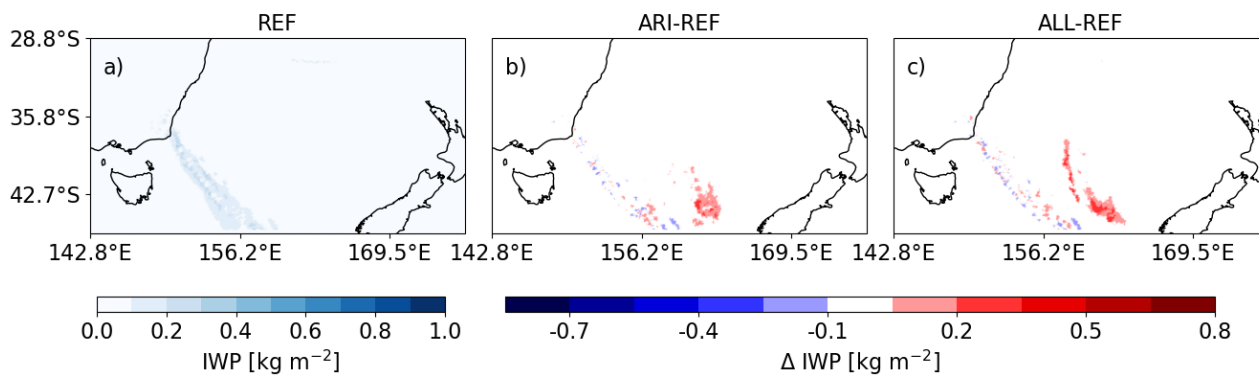 REF ARI-REF ALL-REF
28.8°S a) b) c)
35.8°S
42.7°S
142.8°E 156.2°E 169.5°E 142.8°E 156.2°E 169.5°E 142.8°E 156.2°E 169.5°E
0.0 0.2 0.4 0.6 0.8 1.0 -0.7 -0.4 -0.1 0.2 0.5 0.8
IWP [kg m⁻²] Δ IWP [kg m⁻²]